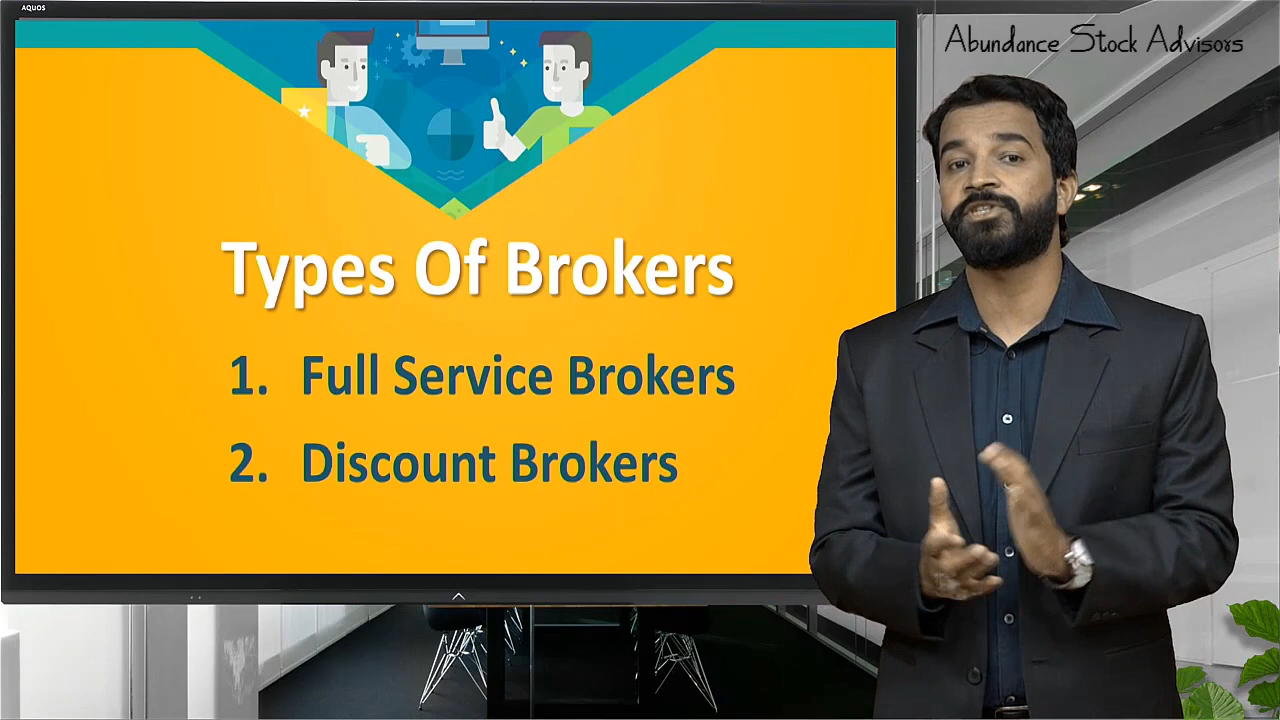 AQUOS
Abundance Stock Advisors
Types Of Brokers
1. Full Service Brokers
2. Discount Brokers